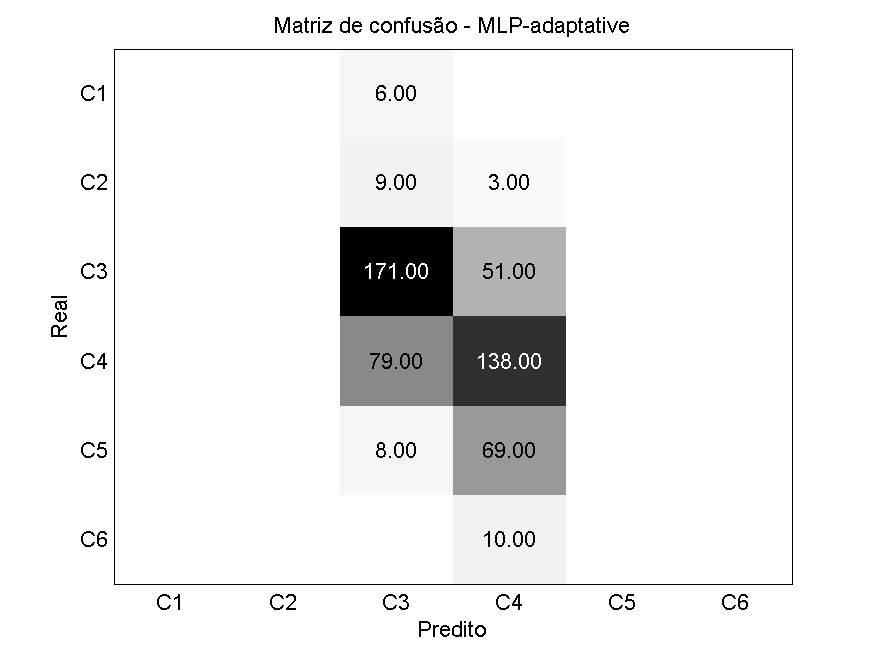 Matriz de confusão - MLP-adaptative
C1 6.00
C2 9.00 3.00
C3 171.00 51.00
Real
C4 79.00 138.00
C5 8.00 69.00
C6 10.00
C1 C2 C3 C4 C5 C6
Predito